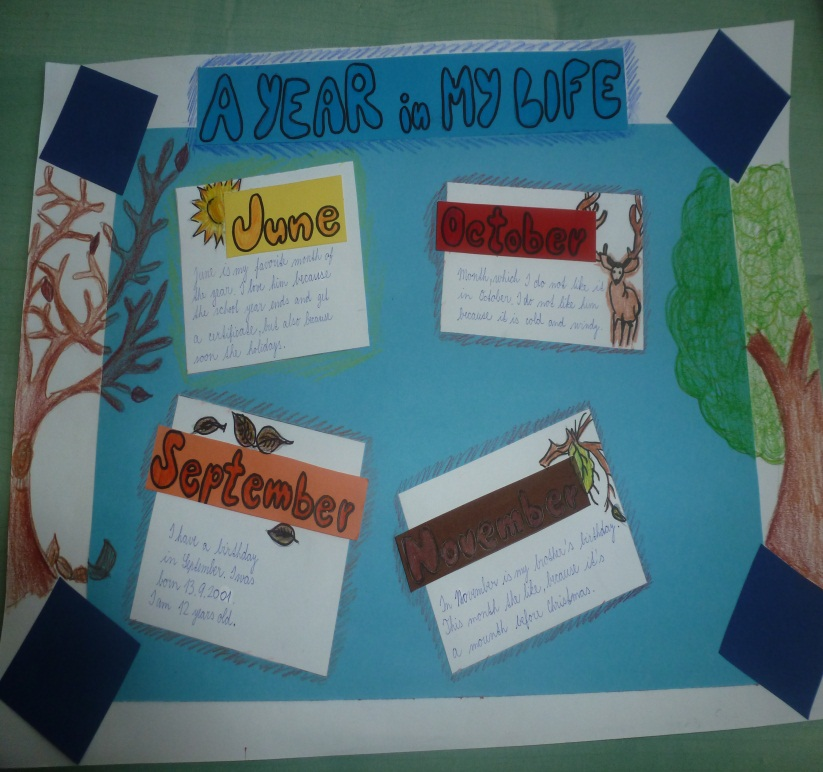 A YEAR in MY LIFE
June
June is my favorite month of
the year. I love him because
the school year ends and get
a certificate, but also becouse
soon the holidays.
October
Month, which I do not like it
in October. I do not like him
because it is cold and windy
September
I have a birthday
in September. I was
born 13.9.2001.
I am 12 years old.
November
In November is my brother's birthday.
This month like, because it's
a mounth before Christmas.